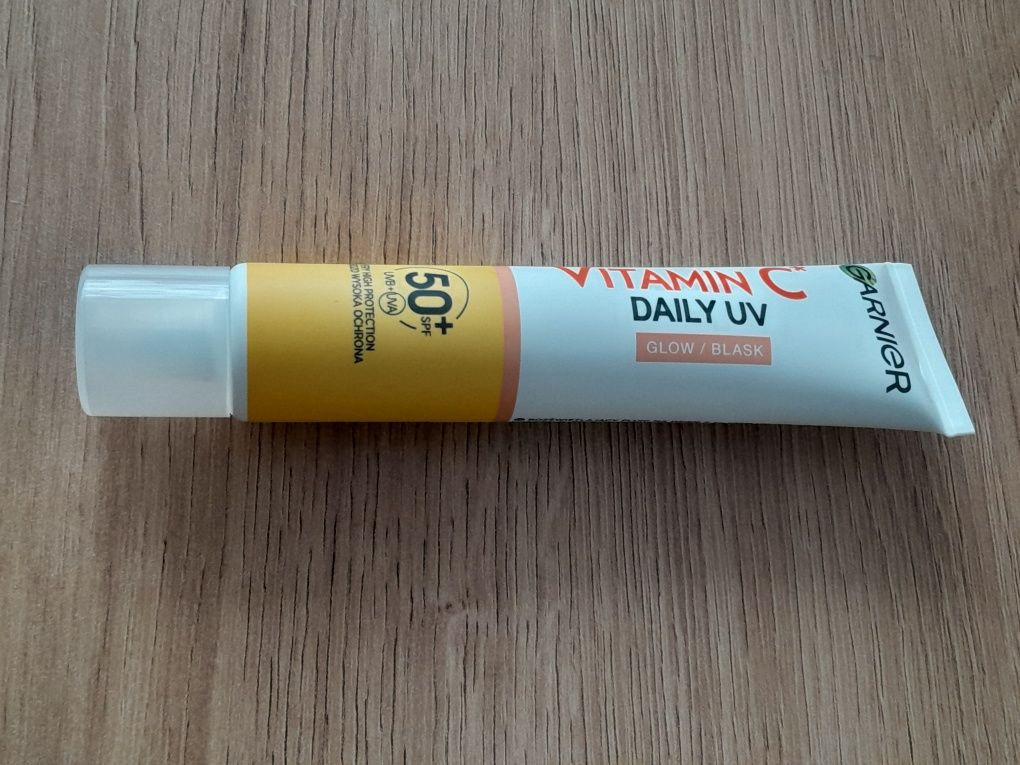 GARNIER
VITAMIN C*
DAILY UV
GLOW / BLASK
50+
SPF
UVB+UVA
HIGH PROTECTION
WYSOKA OCHRONA